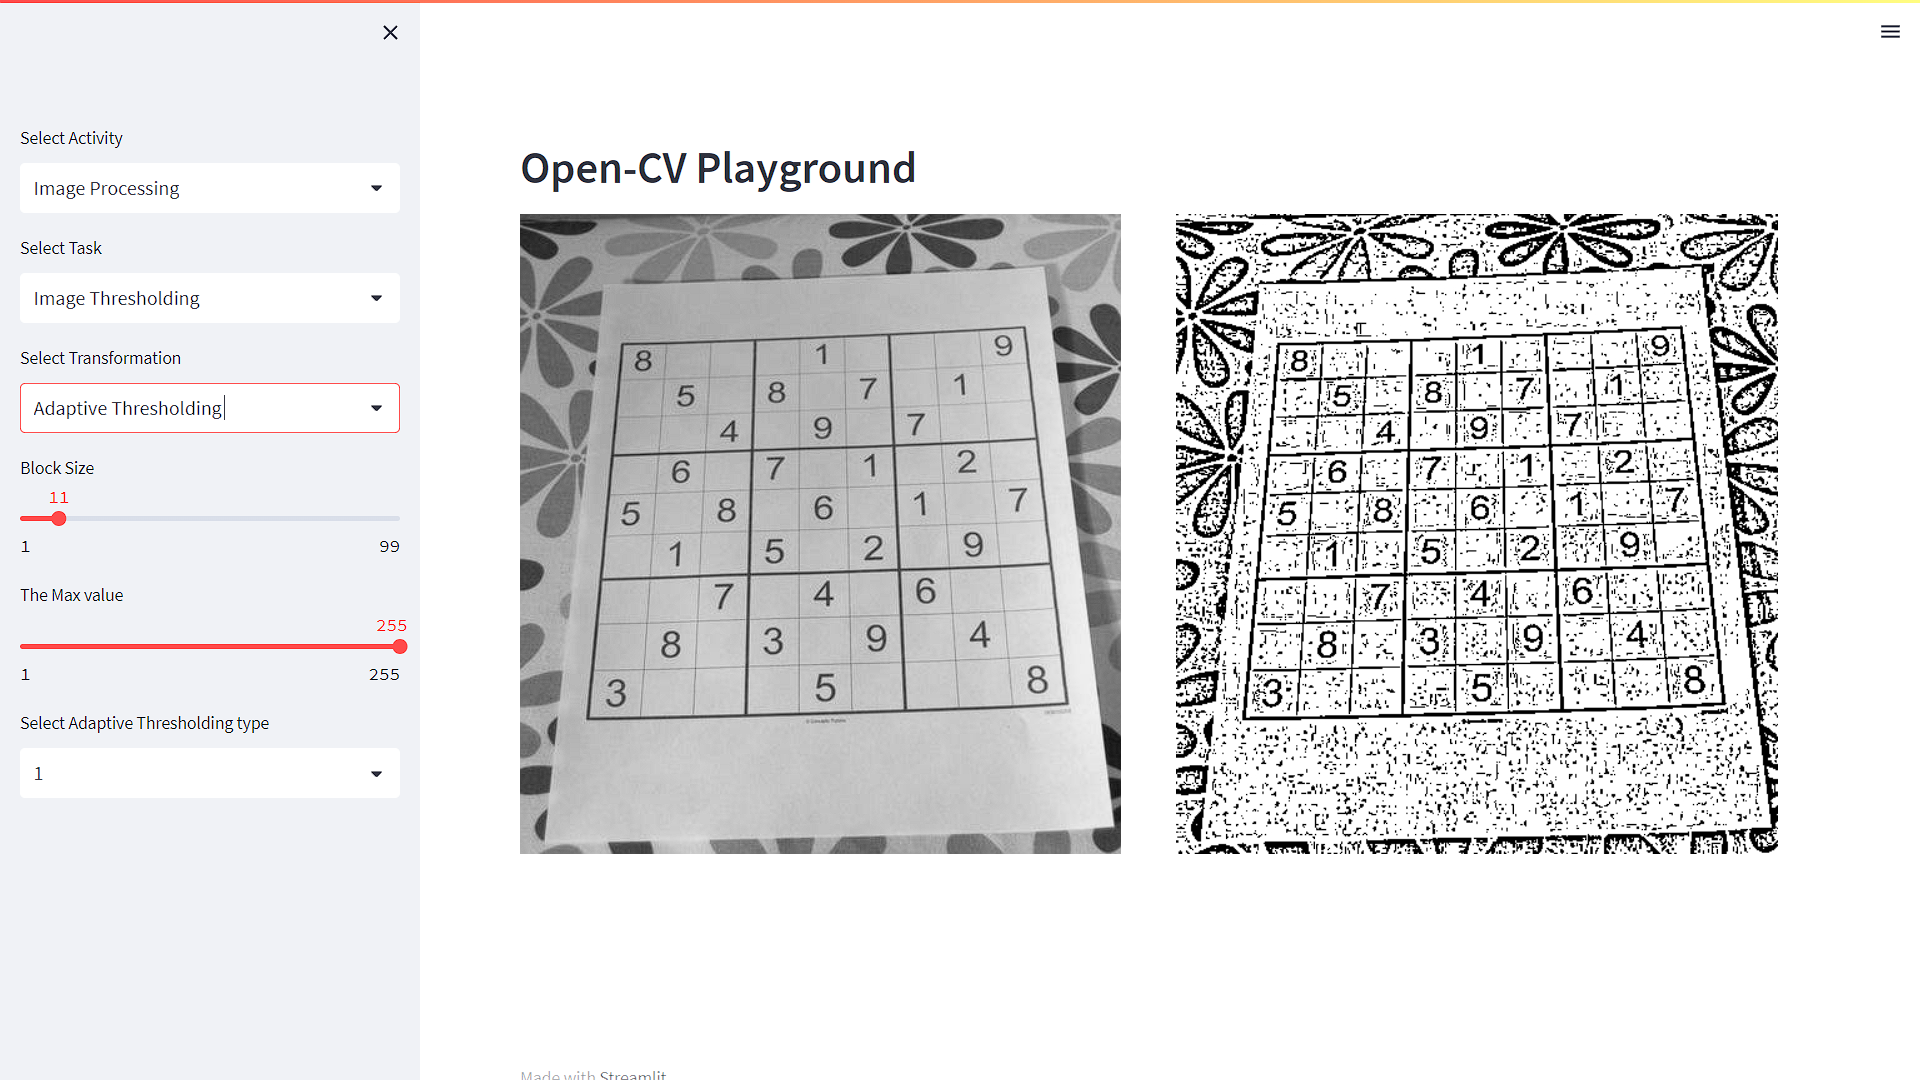 Select Activity
Image Processing
Select Task
Image Thresholding
Select Transformation
Adaptive Thresholding
Block Size
11
1 99
The Max value
255
1 255
Select Adaptive Thresholding type
1
Open-CV Playground
8 1 9
5 8 7 1
4 9 7
6 7 1 2
5 8 6 1 7
1 5 2 9
7 4 6
8 3 9 4
3 5 8
8 1 9
5 8 7 1
4 9 7
6 7 1 2
5 8 6 1 7
1 5 2 9
7 4 6
8 3 9 4
3 5 8
Made with Streamlit